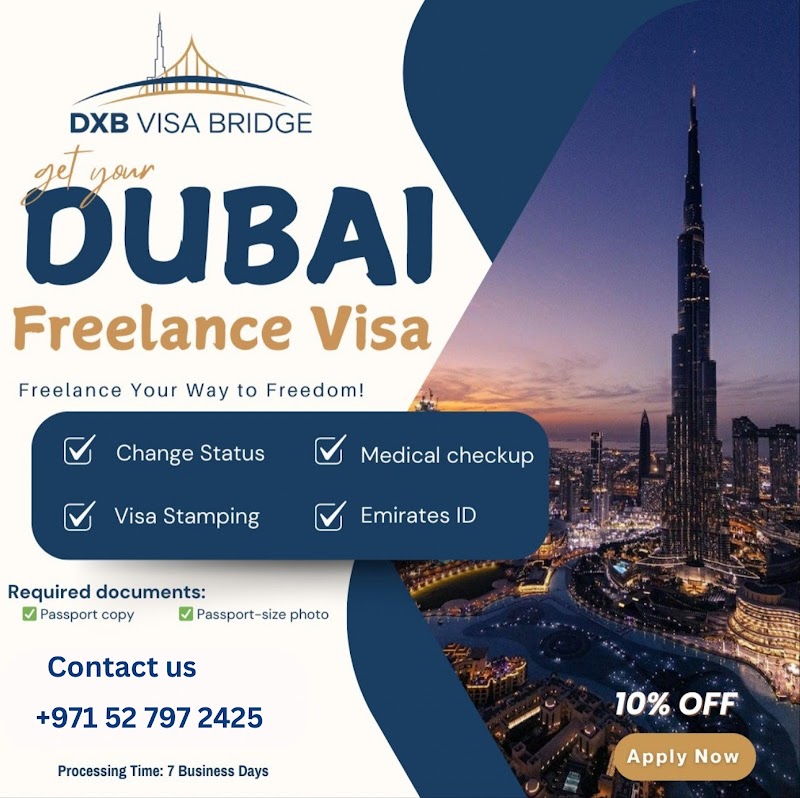 DXB VISA BRIDGE
get your
DUBAI
Freelance Visa
Freelance Your Way to Freedom!
Change Status
Medical checkup
Visa Stamping
Emirates ID
Required documents:
✅ Passport copy ✅ Passport-size photo
Contact us
+971 52 797 2425
Processing Time: 7 Business Days
10% OFF
Apply Now